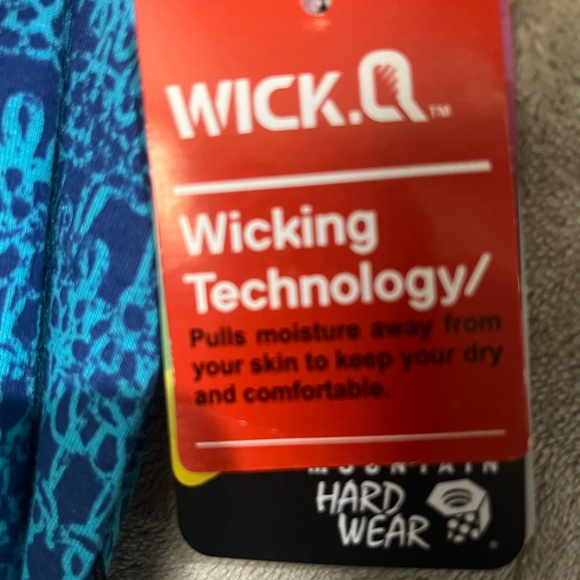 WICK.Q™
Wicking
Technology/
Pulls moisture away from
your skin to keep your dry
and comfortable.
MOUNTAIN
HARD
WEAR